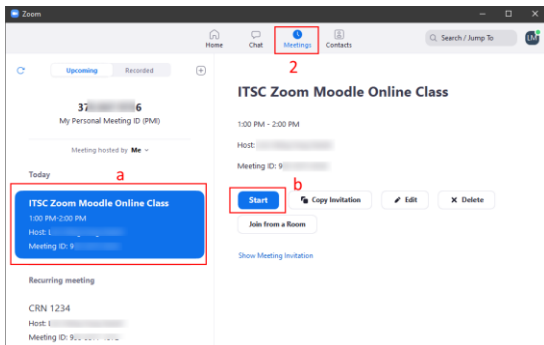 Zoom
Home
Chat
Meetings
Contacts
Search / Jump To
LM
2
Upcoming
Recorded
My Personal Meeting ID (PMI)
Meeting hosted by Me
Today
a
ITSC Zoom Moodle Online Class
1:00 PM-2:00 PM
Host:
Meeting ID: 9
Recurring meeting
CRN 1234
Host:
Meeting ID:
ITSC Zoom Moodle Online Class
1:00 PM - 2:00 PM
Host:
Meeting ID: 9
b
Start
Copy Invitation
Edit
Delete
Join from a Room
Show Meeting Invitation